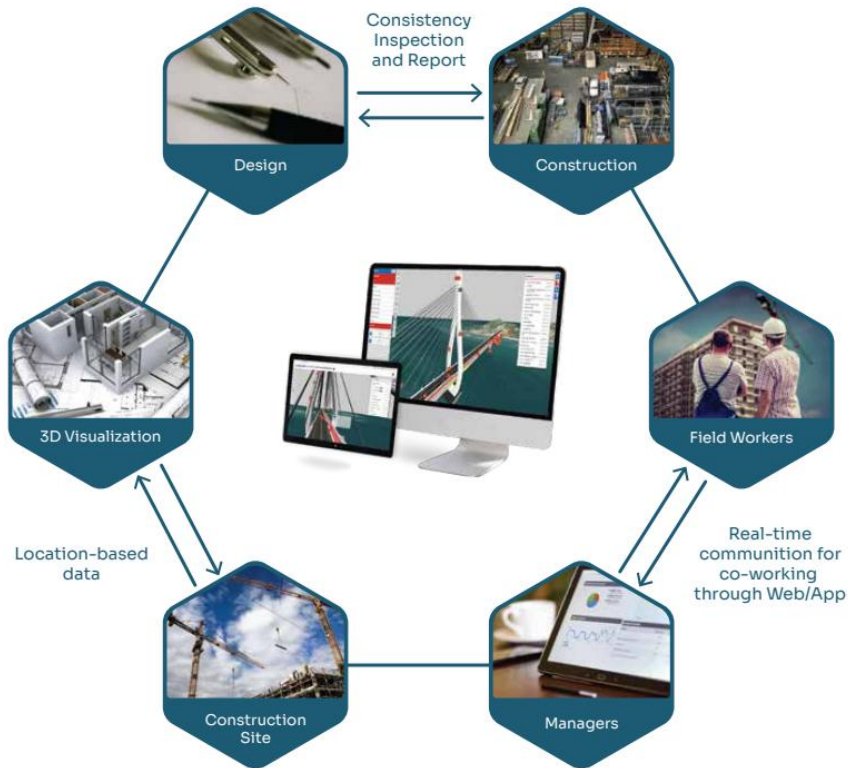 Consistency
Inspection
and Report
Design
Construction
3D Visualization
Field Workers
Location-based
data
Real-time
communition for
co-working
through Web/App
Construction
Site
Managers